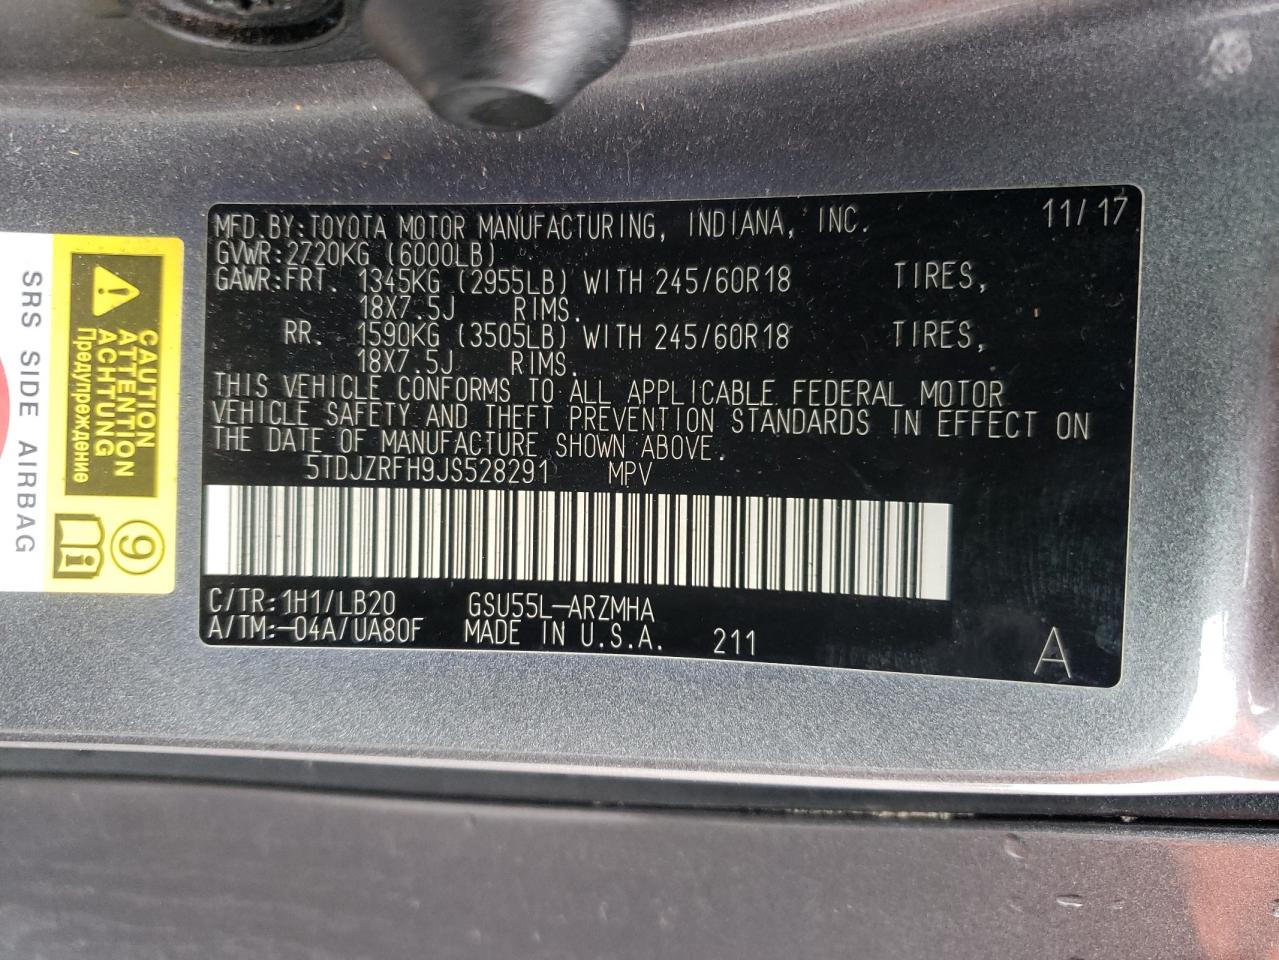 MFD.BY:TOYOTA MOTOR MANUFACTURING, INDIANA, INC. 11/17
GVWR:2720KG (6000LB)
GAWR:FRT. 1345KG (2955LB) WITH 245/60R18 TIRES,
18X7.5J RIMS.
RR. 1590KG (3505LB) WITH 245/60R18 TIRES,
18X7.5J RIMS.
THIS VEHICLE CONFORMS TO ALL APPLICABLE FEDERAL MOTOR
VEHICLE SAFETY AND THEFT PREVENTION STANDARDS IN EFFECT ON
THE DATE OF MANUFACTURE SHOWN ABOVE.
5TDJZRFH9JS528291 MPV
C/TR:1H1/LB20 GSU55L-ARZMHA
A/TM:-04A/UA80F MADE IN U.S.A. 211 A
CAUTION
ATTENTION
ACHTUNG
Предупреждение
9
i
SRS SIDE AIRBAG